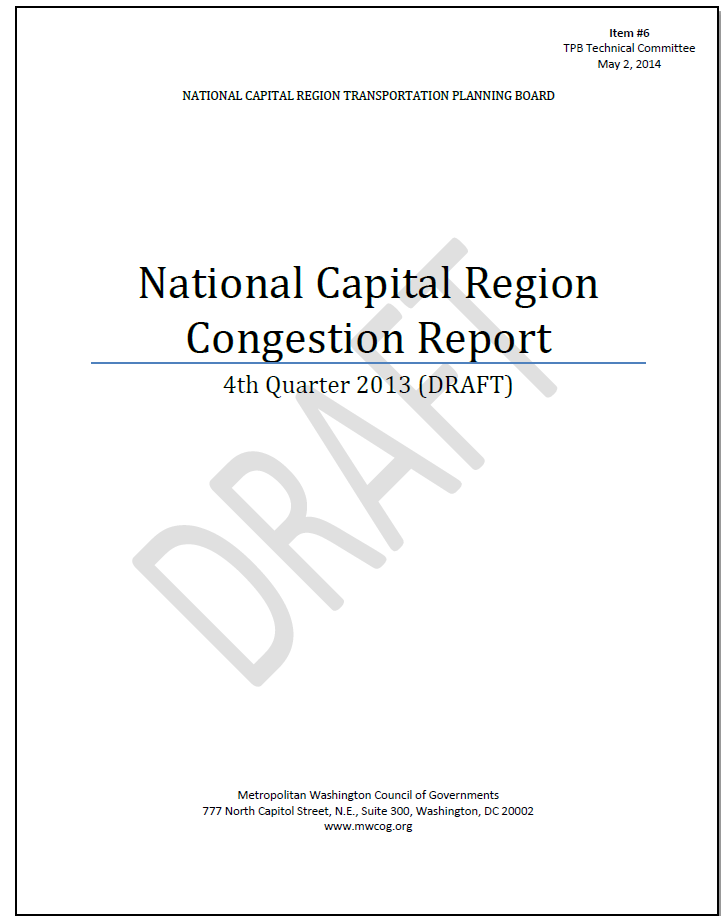 Item #6
TPB Technical Committee
May 2, 2014
NATIONAL CAPITAL REGION TRANSPORTATION PLANNING BOARD
National Capital Region
Congestion Report
4th Quarter 2013 (DRAFT)
DRAFT
Metropolitan Washington Council of Governments
777 North Capitol Street, N.E., Suite 300, Washington, DC 20002
www.mwcog.org